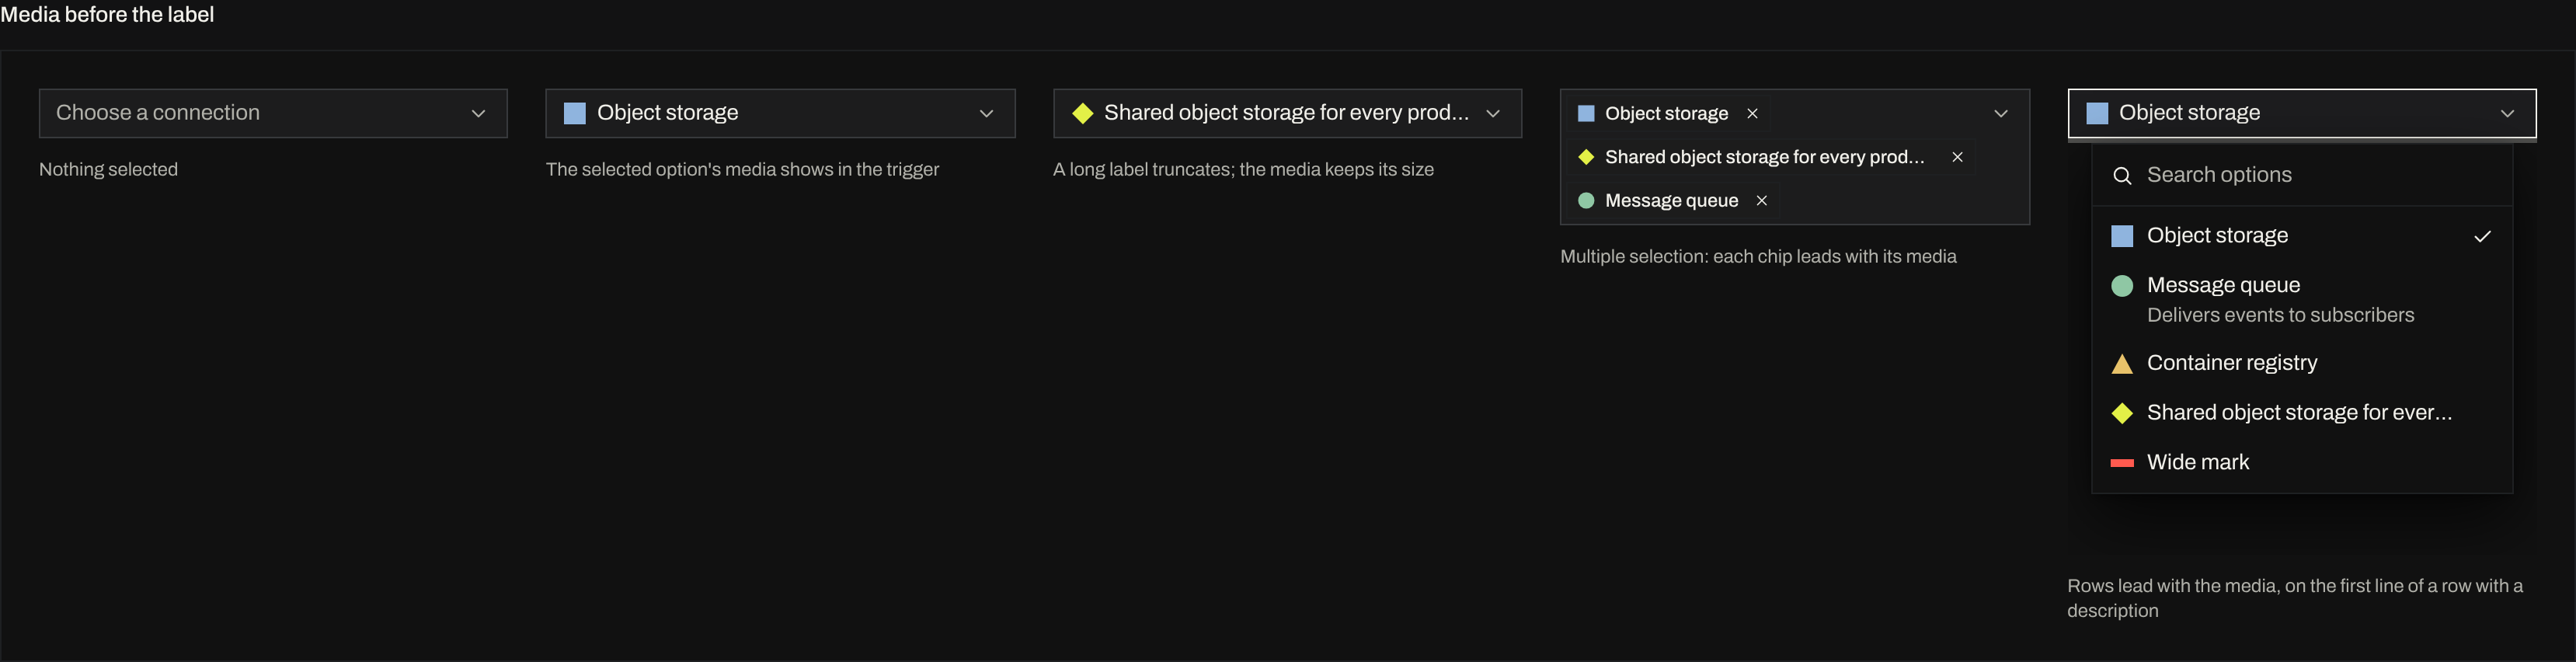 Media before the label
Choose a connection
Nothing selected
Object storage
The selected option's media shows in the trigger
Shared object storage for every prod...
A long label truncates; the media keeps its size
Object storage
Shared object storage for every prod...
Message queue
Multiple selection: each chip leads with its media
Object storage
Search options
Object storage
Message queue
Delivers events to subscribers
Container registry
Shared object storage for ever...
Wide mark
Rows lead with the media, on the first line of a row with a
description